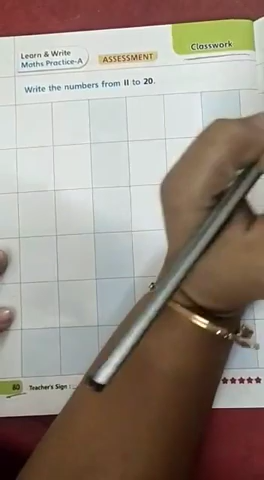 Learn & Write
Maths Practice-A
ASSESSMENT
Classwork
Write the numbers from 11 to 20.
60
Teacher's Sign :